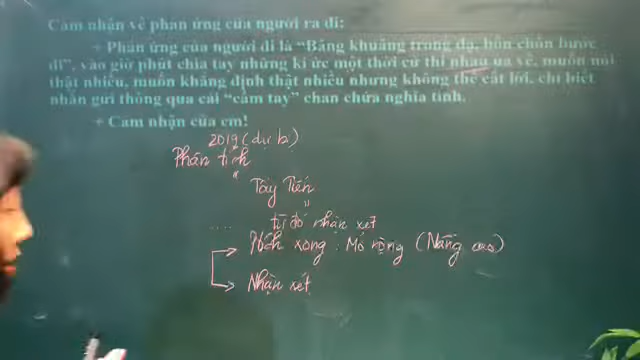 Cảm nhận về phản ứng của người ra đi:
+ Phản ứng của người đi là “Bâng khuâng trong dạ, bồn chồn bước
đi”, vào giờ phút chia tay những kí ức một thời cứ thi nhau ùa về, muốn nói
thật nhiều, muốn khẳng định thật nhiều nhưng không thể cất lời, chỉ biết
nhắn gửi thông qua cái “cầm tay” chan chứa nghĩa tình.
+ Cảm nhận của em!
2019 (dự bị)
Phân tích
"
Tây Tiến
"
.... từ đó nhận xét
xong : Mở rộng (Nâng cao)
Nhận xét